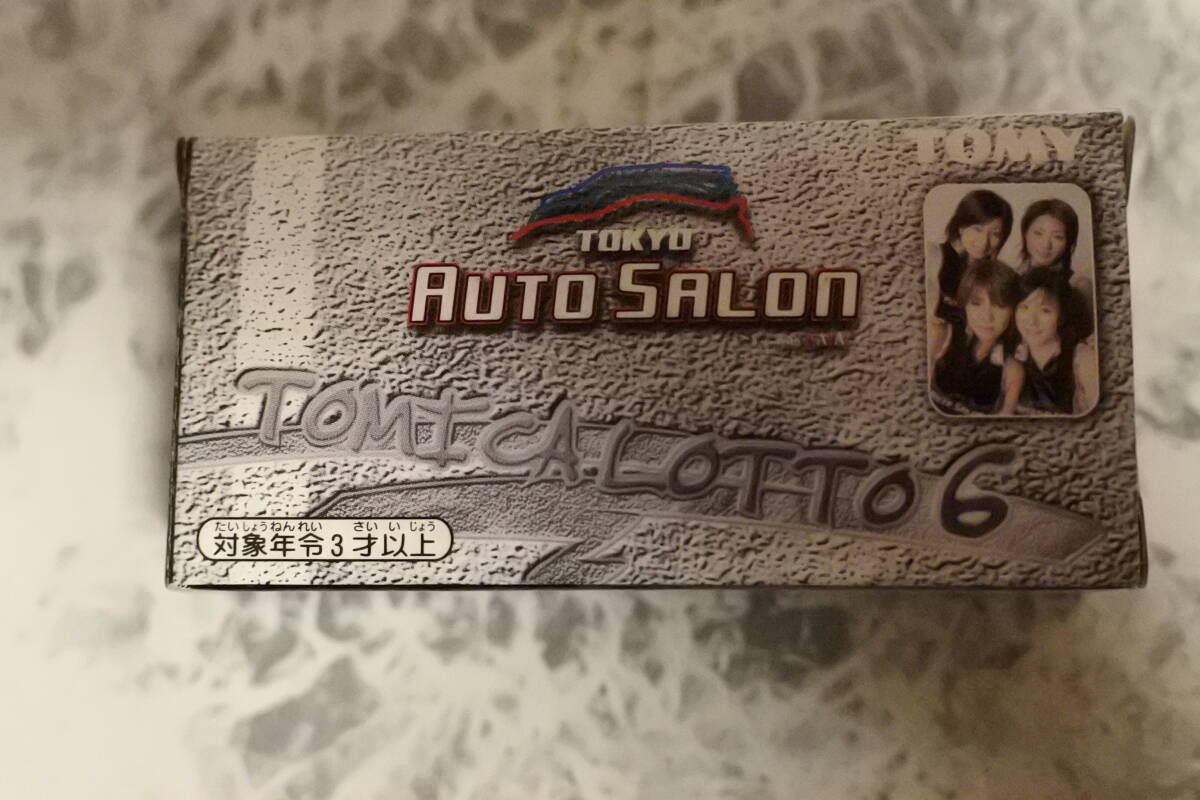 TOMY
TOKYO
AUTO SALON
TOMICA.LOTTO 6
たいしょうねんれい さい いじょう
対象年令3才以上